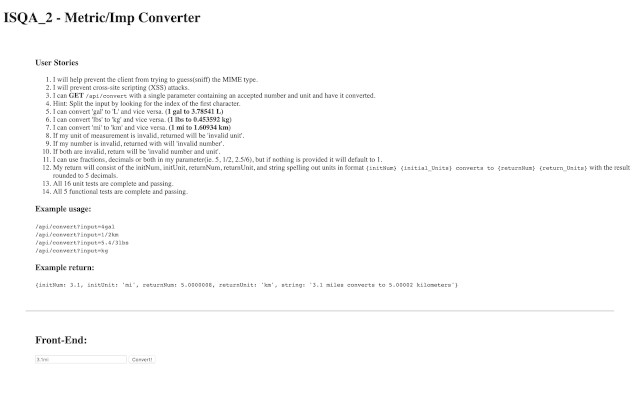 ISQA_2 - Metric/Imp Converter
User Stories
1. I will help prevent the client from trying to guess(sniff) the MIME type.
2. I will prevent cross-site scripting (XSS) attacks.
3. I can GET /api/convert with a single parameter containing an accepted number and unit and have it converted.
4. Hint: Split the input by looking for the index of the first character.
5. I can convert 'gal' to 'L' and vice versa. (1 gal to 3.78541 L)
6. I can convert 'lbs' to 'kg' and vice versa. (1 lbs to 0.453592 kg)
7. I can convert 'mi' to 'km' and vice versa. (1 mi to 1.60934 km)
8. If my unit of measurement is invalid, returned will be 'invalid unit'.
9. If my number is invalid, returned with will 'invalid number'.
10. If both are invalid, return will be 'invalid number and unit'.
11. I can use fractions, decimals or both in my parameter(ie. 5, 1/2, 2.5/6), but if nothing is provided it will default to 1.
12. My return will consist of the initNum, initUnit, returnNum, returnUnit, and string spelling out units in format {initNum} {initial_Units} converts to {returnNum} {return_Units} with the result
rounded to 5 decimals.
13. All 16 unit tests are complete and passing.
14. All 5 functional tests are complete and passing.
Example usage:
/api/convert?input=4gal
/api/convert?input=1/2km
/api/convert?input=5.4/3lbs
/api/convert?input=kg
Example return:
{initNum: 3.1, initUnit: 'mi', returnNum: 5.0000008, returnUnit: 'km', string: '3.1 miles converts to 5.00002 kilometers'}
Front-End:
3.1mi Convert!